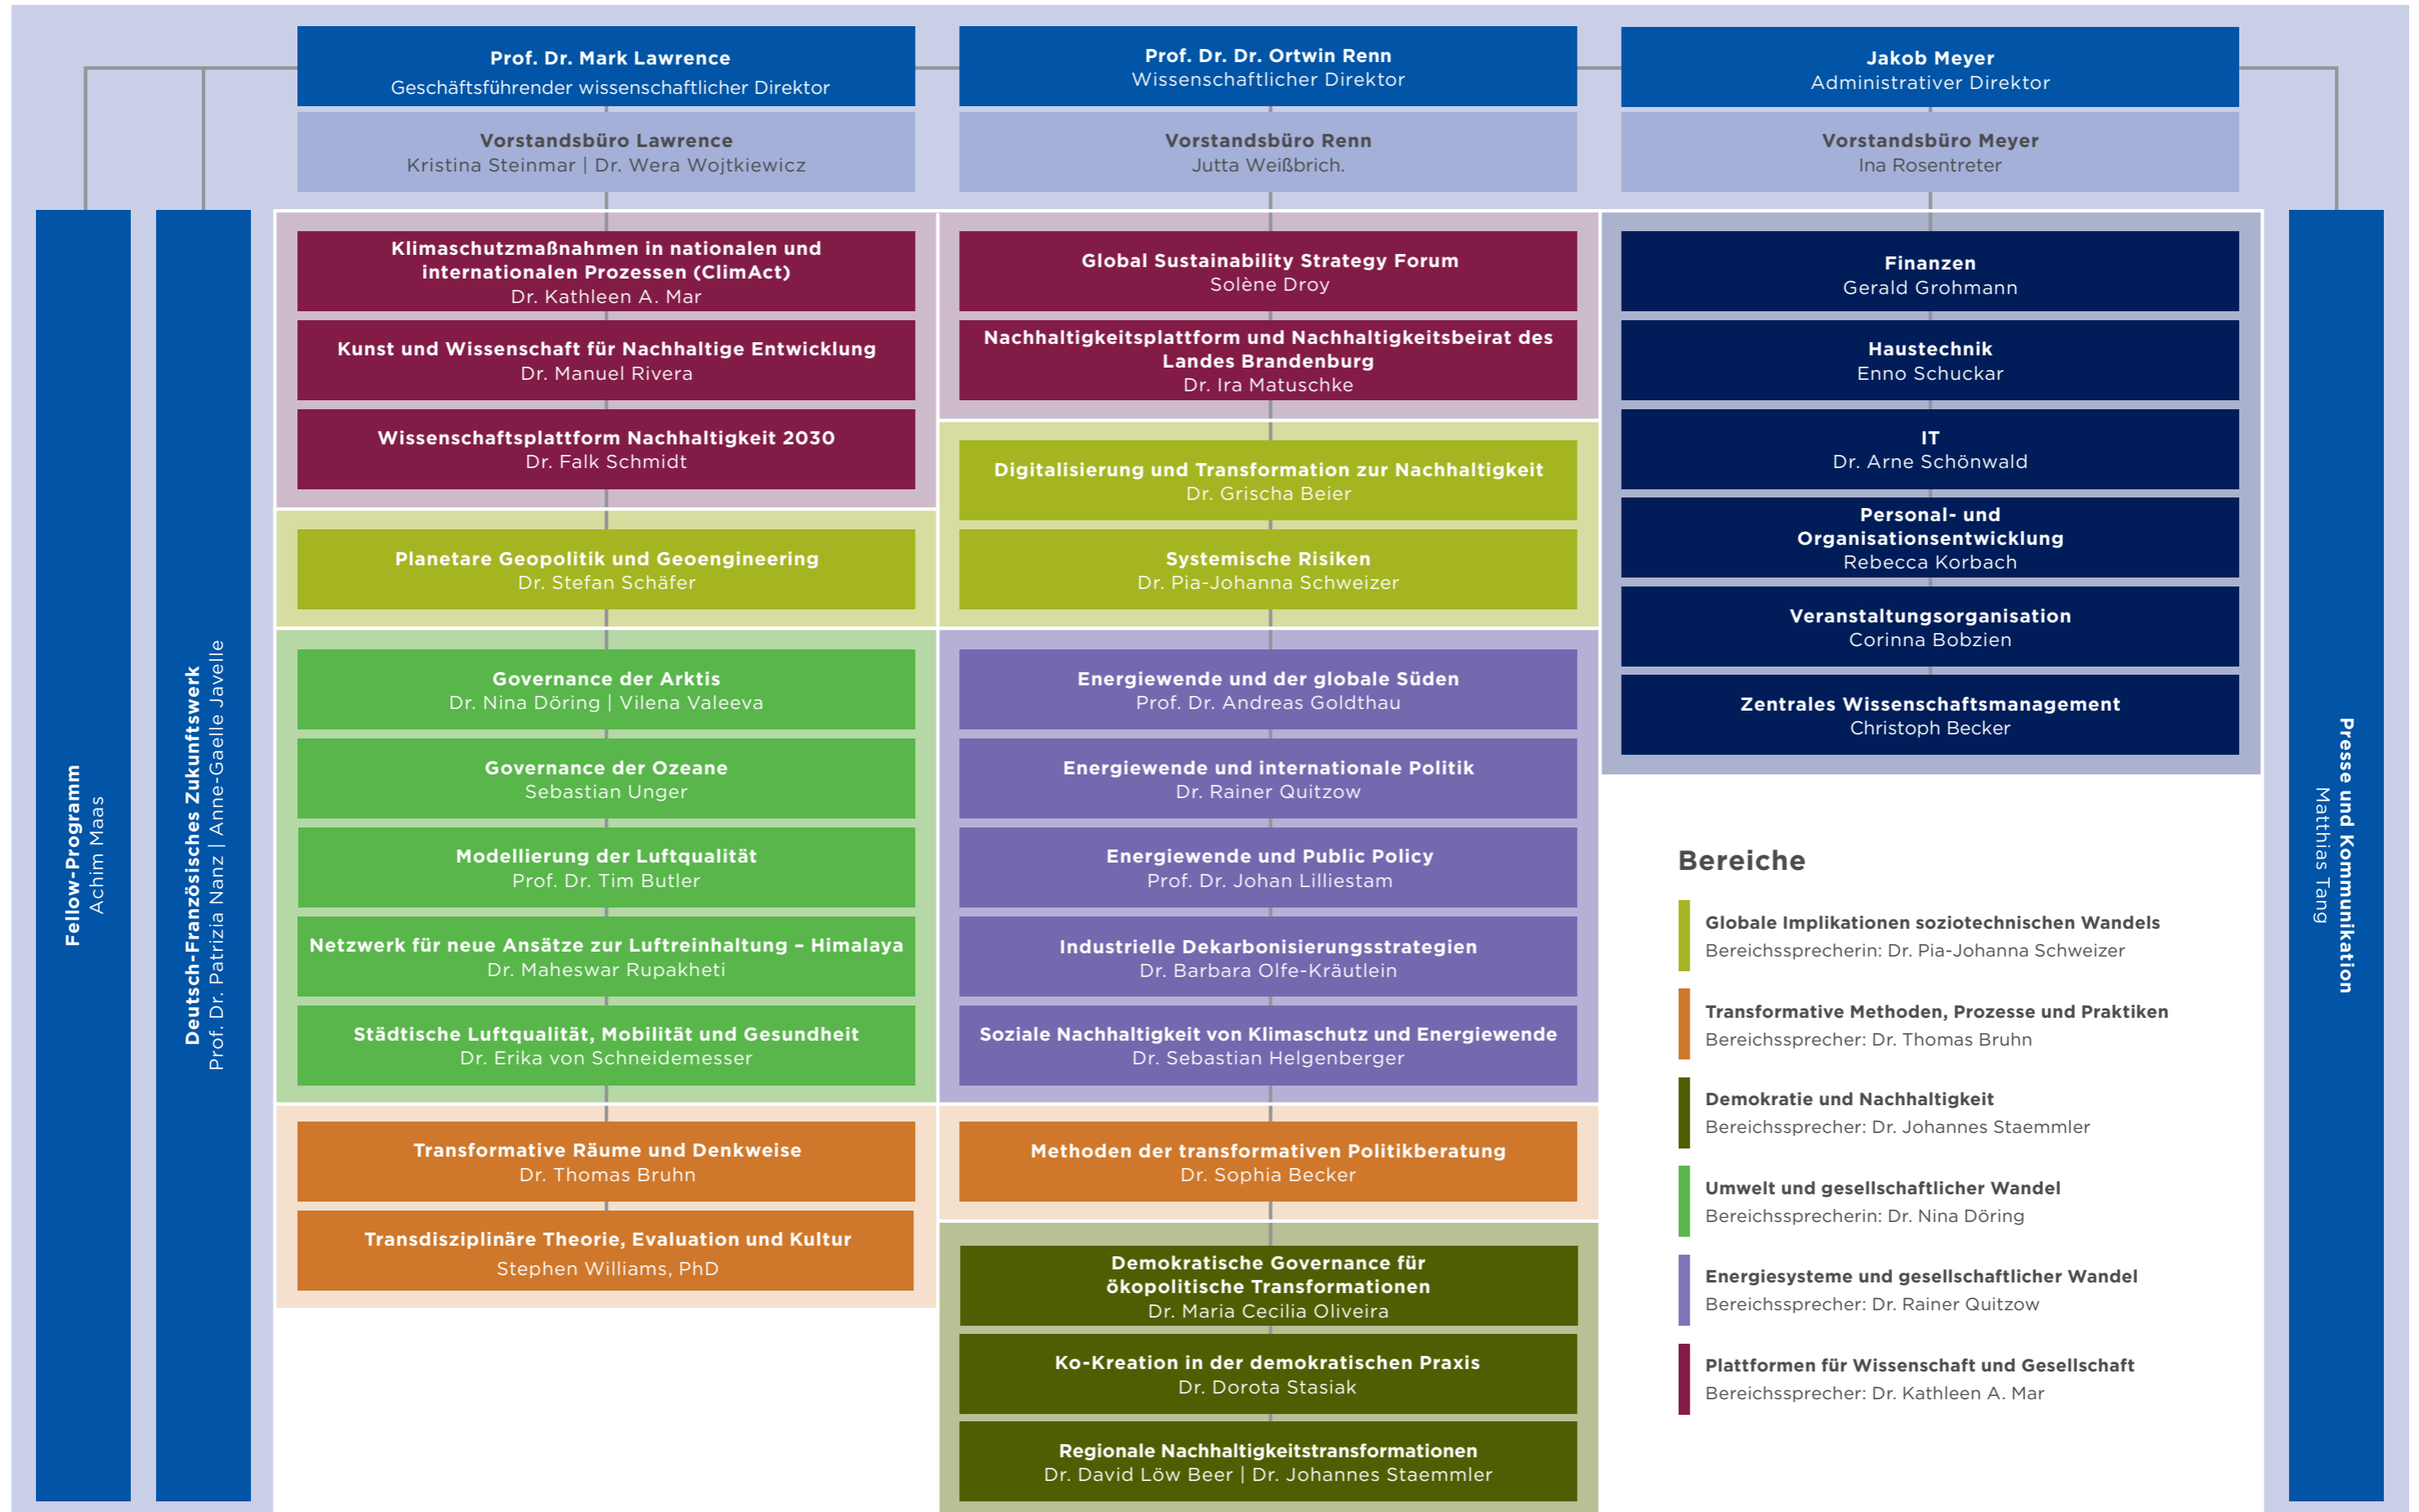 Prof. Dr. Mark Lawrence
Geschäftsführender wissenschaftlicher Direktor
Prof. Dr. Dr. Ortwin Renn
Wissenschaftlicher Direktor
Jakob Meyer
Administrativer Direktor
Vorstandsbüro Lawrence
Kristina Steinmar | Dr. Wera Wojtkiewicz
Vorstandsbüro Renn
Jutta Weißbrich.
Vorstandsbüro Meyer
Ina Rosentreter
Fellow-Programm
Achim Maas
Deutsch-Französisches Zukunftswerk
Prof. Dr. Patrizia Nanz | Anne-Gaelle Javelle
Klimaschutzmaßnahmen in nationalen und
internationalen Prozessen (ClimAct)
Dr. Kathleen A. Mar
Kunst und Wissenschaft für Nachhaltige Entwicklung
Dr. Manuel Rivera
Wissenschaftsplattform Nachhaltigkeit 2030
Dr. Falk Schmidt
Planetare Geopolitik und Geoengineering
Dr. Stefan Schäfer
Governance der Arktis
Dr. Nina Döring | Vilena Valeeva
Governance der Ozeane
Sebastian Unger
Modellierung der Luftqualität
Prof. Dr. Tim Butler
Netzwerk für neue Ansätze zur Luftreinhaltung – Himalaya
Dr. Maheswar Rupakheti
Städtische Luftqualität, Mobilität und Gesundheit
Dr. Erika von Schneidemesser
Transformative Räume und Denkweise
Dr. Thomas Bruhn
Transdisziplinäre Theorie, Evaluation und Kultur
Stephen Williams, PhD
Global Sustainability Strategy Forum
Solène Droy
Nachhaltigkeitsplattform und Nachhaltigkeitsbeirat des
Landes Brandenburg
Dr. Ira Matuschke
Digitalisierung und Transformation zur Nachhaltigkeit
Dr. Grischa Beier
Systemische Risiken
Dr. Pia-Johanna Schweizer
Energiewende und der globale Süden
Prof. Dr. Andreas Goldthau
Energiewende und internationale Politik
Dr. Rainer Quitzow
Energiewende und Public Policy
Prof. Dr. Johan Lilliestam
Industrielle Dekarbonisierungsstrategien
Dr. Barbara Olfe-Kräutlein
Soziale Nachhaltigkeit von Klimaschutz und Energiewende
Dr. Sebastian Helgenberger
Methoden der transformativen Politikberatung
Dr. Sophia Becker
Demokratische Governance für
ökopolitische Transformationen
Dr. Maria Cecilia Oliveira
Ko-Kreation in der demokratischen Praxis
Dr. Dorota Stasiak
Regionale Nachhaltigkeitstransformationen
Dr. David Löw Beer | Dr. Johannes Staemmler
Finanzen
Gerald Grohmann
Haustechnik
Enno Schuckar
IT
Dr. Arne Schönwald
Personal- und
Organisationsentwicklung
Rebecca Korbach
Veranstaltungsorganisation
Corinna Bobzien
Zentrales Wissenschaftsmanagement
Christoph Becker
Bereiche
Globale Implikationen soziotechnischen Wandels
Bereichssprecherin: Dr. Pia-Johanna Schweizer
Transformative Methoden, Prozesse und Praktiken
Bereichssprecher: Dr. Thomas Bruhn
Demokratie und Nachhaltigkeit
Bereichssprecher: Dr. Johannes Staemmler
Umwelt und gesellschaftlicher Wandel
Bereichssprecherin: Dr. Nina Döring
Energiesysteme und gesellschaftlicher Wandel
Bereichssprecher: Dr. Rainer Quitzow
Plattformen für Wissenschaft und Gesellschaft
Bereichssprecher: Dr. Kathleen A. Mar
Presse und Kommunikation
Matthias Tang